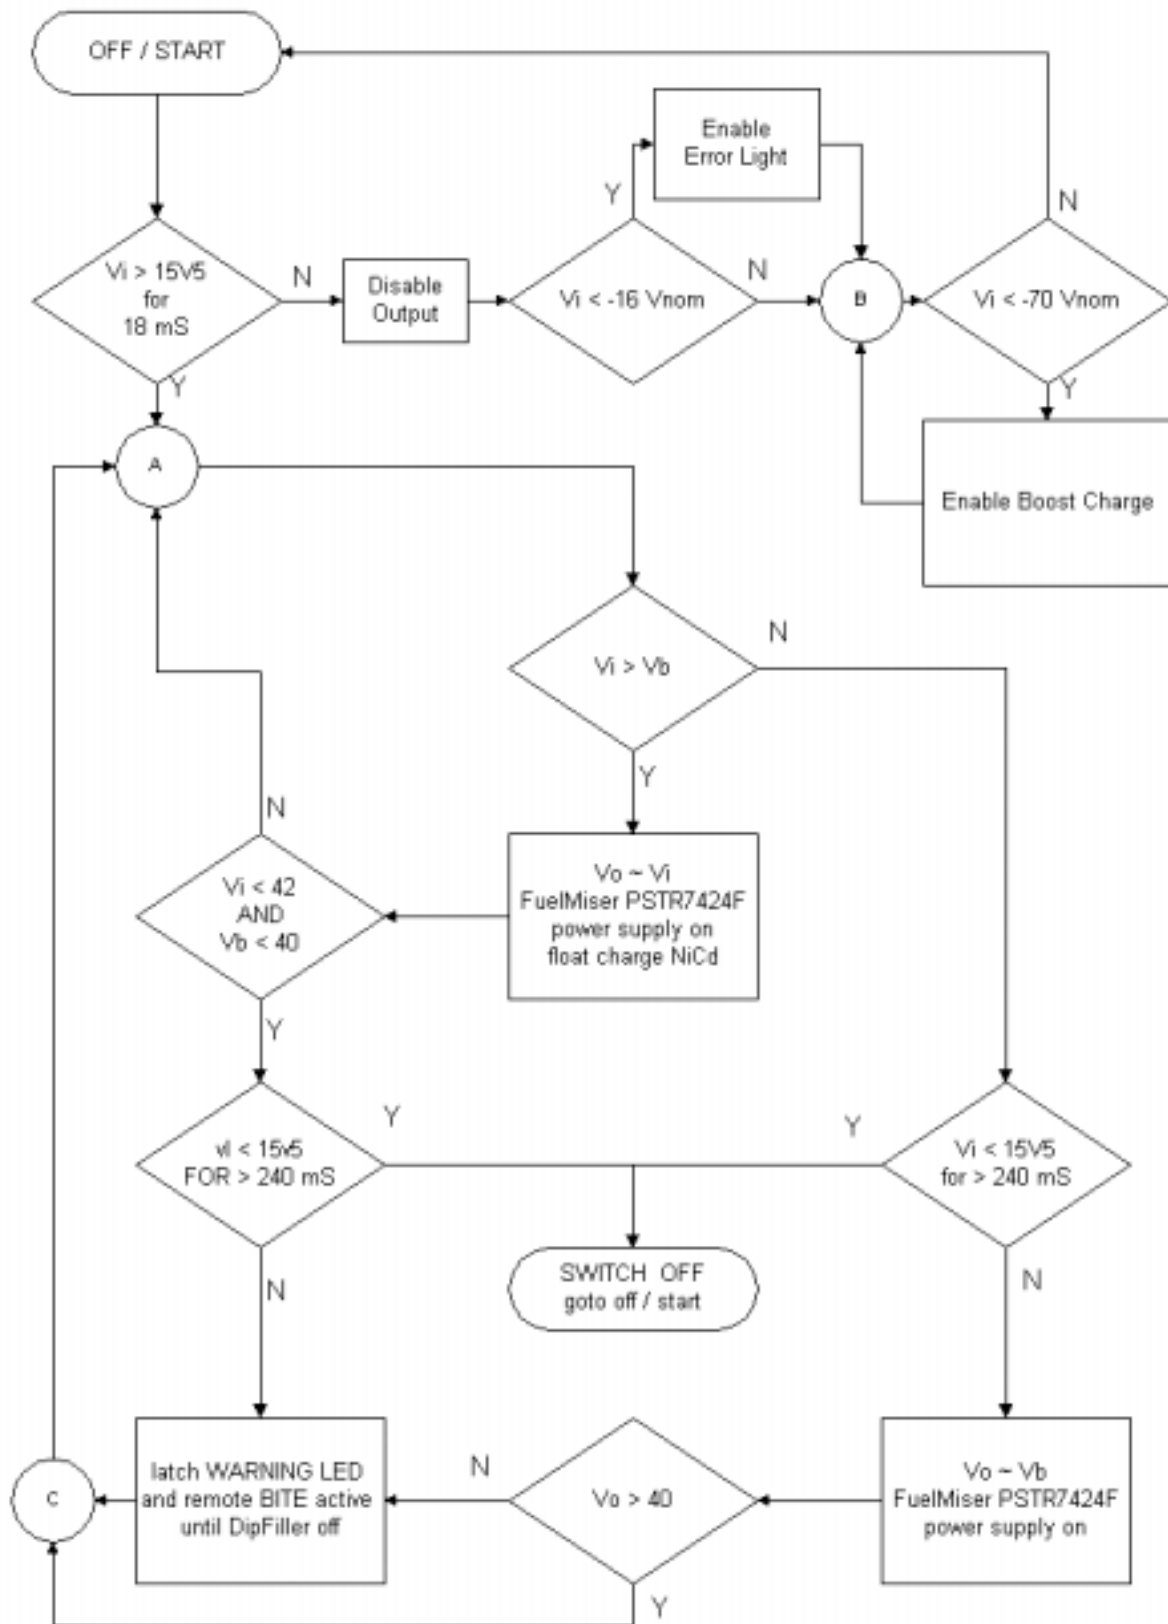 OFF / START
Enable
Error Light
Y
N
Vi > 15V5
for
18 mS
N
Disable
Output
Vi < -16 Vnom
N
B
Vi < -70 Vnom
Y
Y
A
Enable Boost Charge
Vi > Vb
N
Y
N
Vi < 42
AND
Vb < 40
Vo ~ Vi
FuelMiser PSTR7424F
power supply on
float charge NiCd
Y
vI < 15v5
FOR > 240 mS
Y
Y
Vi < 15V5
for > 240 mS
N
SWITCH OFF
goto off / start
N
C
latch WARNING LED
and remote BITE active
until DipFiller off
N
Vo > 40
Vo ~ Vb
FuelMiser PSTR7424F
power supply on
Y